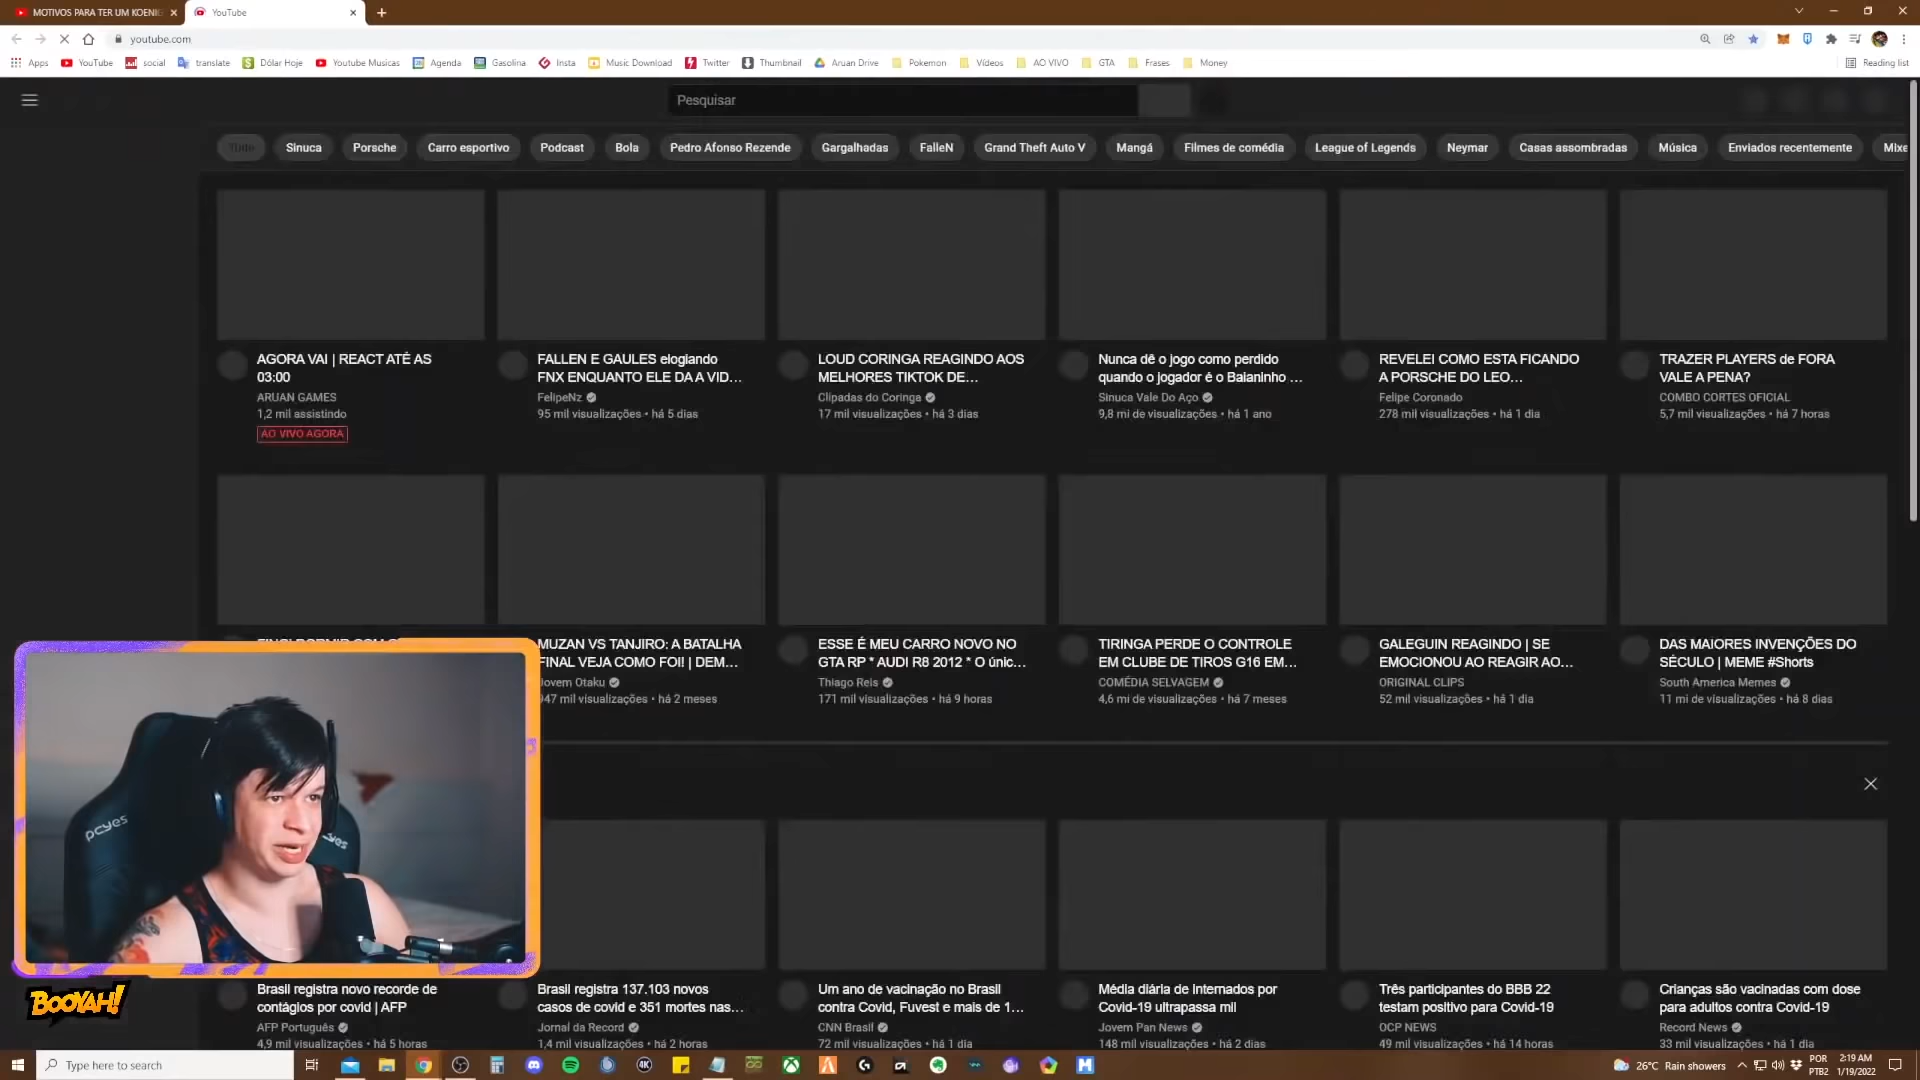 MOTIVOS PARA TER UM KOENIG
YouTube
youtube.com
Apps
YouTube
social
translate
Dólar Hoje
Youtube Musicas
Agenda
Gasolina
Insta
Music Download
Twitter
Thumbnail
Aruan Drive
Pokemon
Vídeos
AO VIVO
GTA
Frases
Money
Reading list
Pesquisar
Tudo
Sinuca
Porsche
Carro esportivo
Podcast
Bola
Pedro Afonso Rezende
Gargalhadas
FalleN
Grand Theft Auto V
Mangá
Filmes de comédia
League of Legends
Neymar
Casas assombradas
Música
Enviados recentemente
Mixe
AGORA VAI | REACT ATÉ AS
03:00
ARUAN GAMES
1,2 mil assistindo
AO VIVO AGORA
FALLEN E GAULES elogiando
FNX ENQUANTO ELE DA A VID...
FelipeNz
95 mil visualizações • há 5 dias
LOUD CORINGA REAGINDO AOS
MELHORES TIKTOK DE...
Clipadas do Coringa
17 mil visualizações • há 3 dias
Nunca dê o jogo como perdido
quando o jogador é o Baianinho ...
Sinuca Vale Do Aço
9,8 mi de visualizações • há 1 ano
REVELEI COMO ESTA FICANDO
A PORSCHE DO LEO...
Felipe Coronado
278 mil visualizações • há 1 dia
TRAZER PLAYERS de FORA
VALE A PENA?
COMBO CORTES OFICIAL
5,7 mil visualizações • há 7 horas
MUZAN VS TANJIRO: A BATALHA
FINAL VEJA COMO FOI! | DEM...
Jovem Otaku
947 mil visualizações • há 2 meses
ESSE É MEU CARRO NOVO NO
GTA RP * AUDI R8 2012 * O únic...
Thiago Reis
171 mil visualizações • há 9 horas
TIRINGA PERDE O CONTROLE
EM CLUBE DE TIROS G16 EM...
COMÉDIA SELVAGEM
4,6 mi de visualizações • há 7 meses
GALEGUIN REAGINDO | SE
EMOCIONOU AO REAGIR AO...
ORIGINAL CLIPS
52 mil visualizações • há 1 dia
DAS MAIORES INVENÇÕES DO
SÉCULO | MEME #Shorts
South America Memes
11 mi de visualizações • há 8 dias
pcyes
yes
BOOYAH!
Brasil registra novo recorde de
contágios por covid | AFP
AFP Português
4,9 mil visualizações • há 5 horas
Brasil registra 137.103 novos
casos de covid e 351 mortes nas...
Jornal da Record
1,4 mil visualizações • há 2 horas
Um ano de vacinação no Brasil
contra Covid, Fuvest e mais de 1...
CNN Brasil
72 mil visualizações • há 1 dia
Média diária de internados por
Covid-19 ultrapassa mil
Jovem Pan News
148 mil visualizações • há 2 dias
Três participantes do BBB 22
testam positivo para Covid-19
OCP NEWS
49 mil visualizações • há 14 horas
Crianças são vacinadas com dose
para adultos contra Covid-19
Record News
33 mil visualizações • há 1 dia
Type here to search
4K
26°C Rain showers
POR
PTB2
2:19 AM
1/19/2022